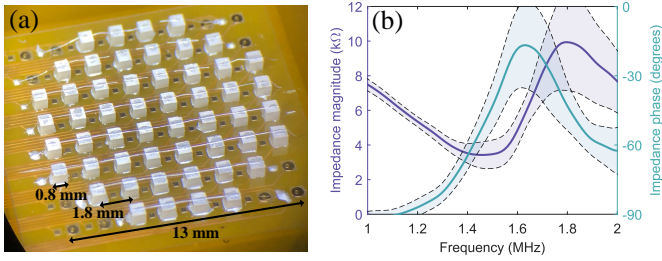 (a)
0.8 mm
1.8 mm
13 mm
(b)
Impedance magnitude (kΩ)
12
10
8
6
4
2
0
0
-30
-60
-90
Impedance phase (degrees)
1
1.2
1.4
1.6
1.8
2
Frequency (MHz)